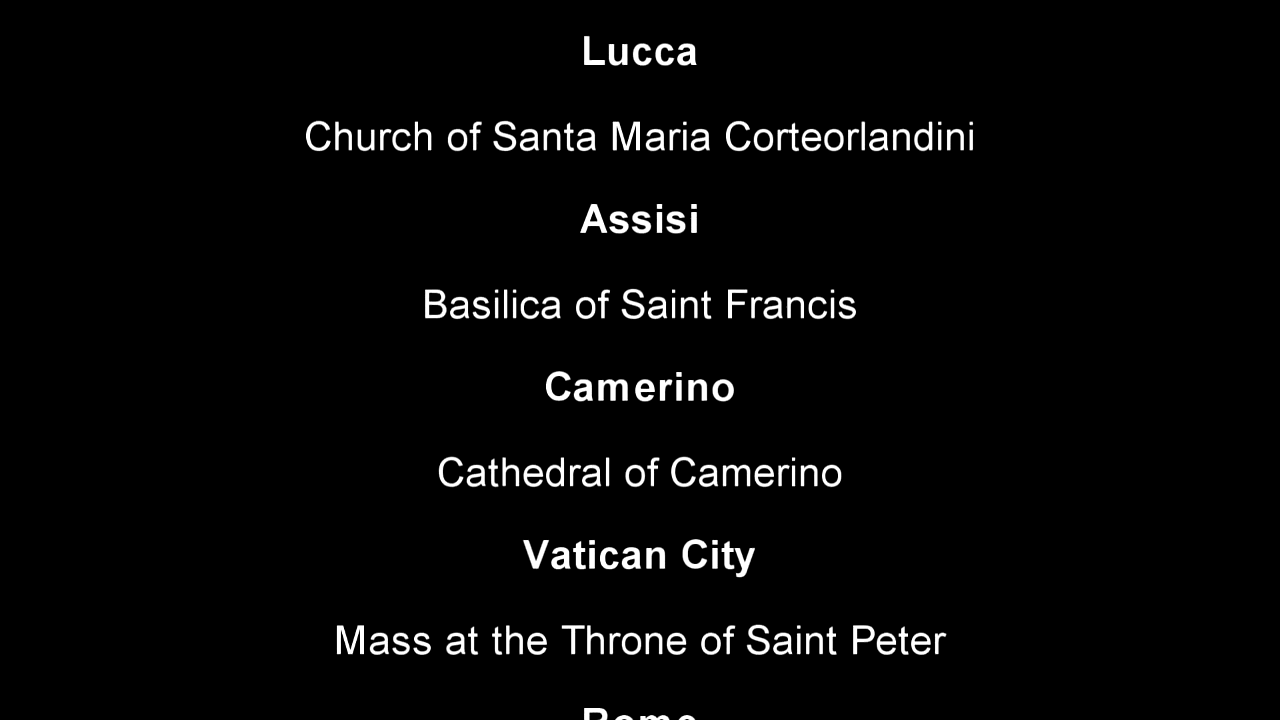 Lucca
Church of Santa Maria Corteorlandini
Assisi
Basilica of Saint Francis
Camerino
Cathedral of Camerino
Vatican City
Mass at the Throne of Saint Peter
Rome